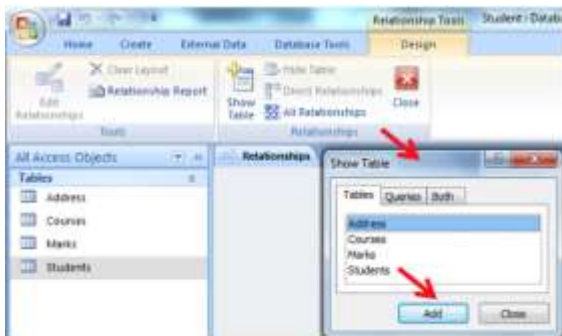 Relationship Tools Student : Databa
Home Create External Data Database Tools Design
Clear Layout
Relationship Report
Edit Relationships
Tools
Show Table
Hide Table
Direct Relationships
All Relationships
Close
Relationships
All Access Objects
Tables
Address
Courses
Marks
Students
Relationships
Show Table
Tables Queries Both
Address
Courses
Marks
Students
Add Close